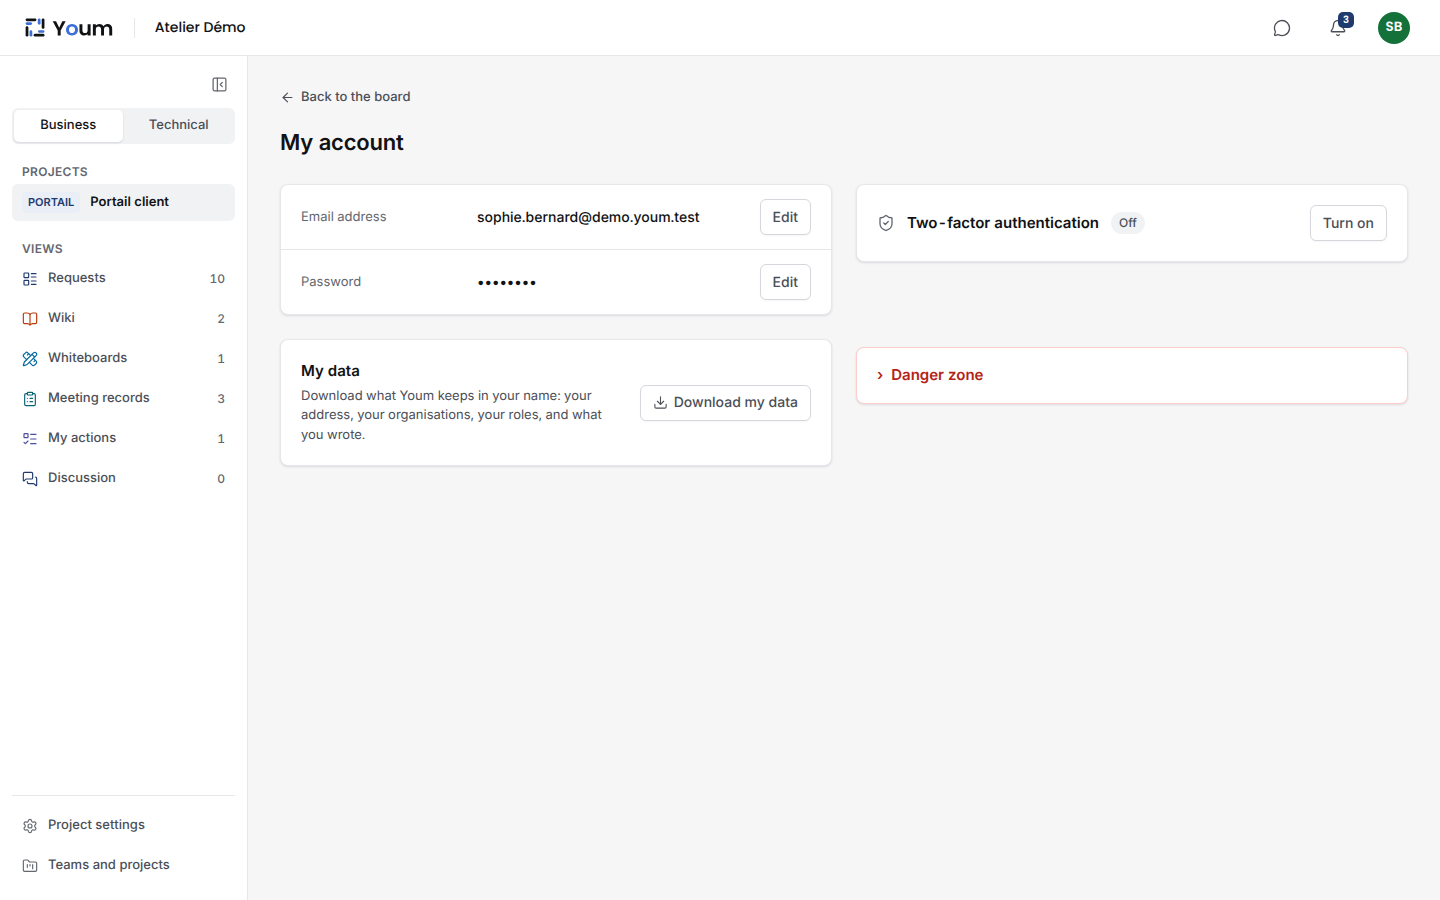 Youm
Atelier Démo
3
SB
Business
Technical
PROJECTS
PORTAIL Portail client
VIEWS
Requests 10
Wiki 2
Whiteboards 1
Meeting records 3
My actions 1
Discussion 0
Project settings
Teams and projects
Back to the board
My account
Email address sophie.bernard@demo.youm.test Edit
Password •••••••• Edit
My data
Download what Youm keeps in your name: your
address, your organisations, your roles, and what
you wrote.
Download my data
Two-factor authentication Off Turn on
Danger zone